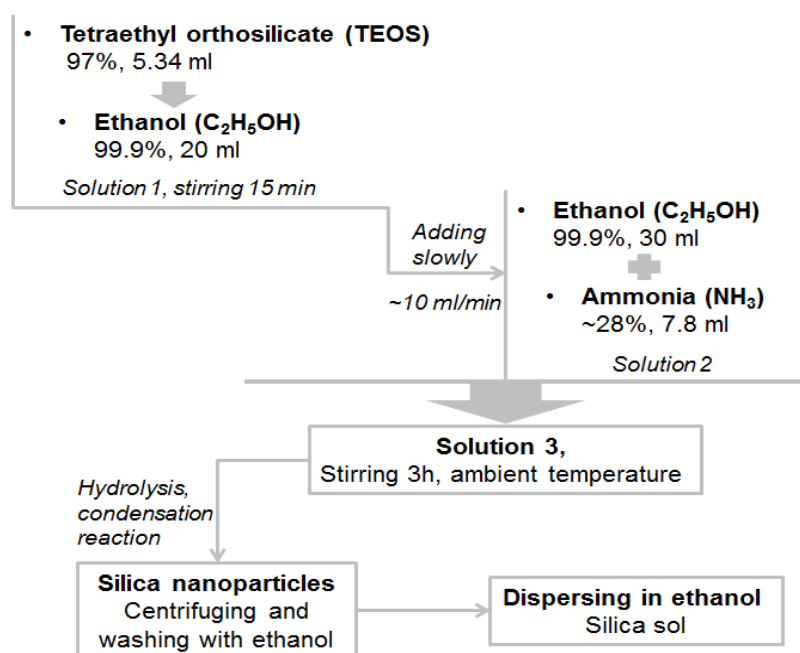 • Tetraethyl orthosilicate (TEOS)
97%, 5.34 ml
• Ethanol (C₂H₅OH)
99.9%, 20 ml
Solution 1, stirring 15 min
Adding
slowly
~10 ml/min
• Ethanol (C₂H₅OH)
99.9%, 30 ml
• Ammonia (NH₃)
~28%, 7.8 ml
Solution 2
Solution 3,
Stirring 3h, ambient temperature
Hydrolysis,
condensation
reaction
Silica nanoparticles
Centrifuging and
washing with ethanol
Dispersing in ethanol
Silica sol